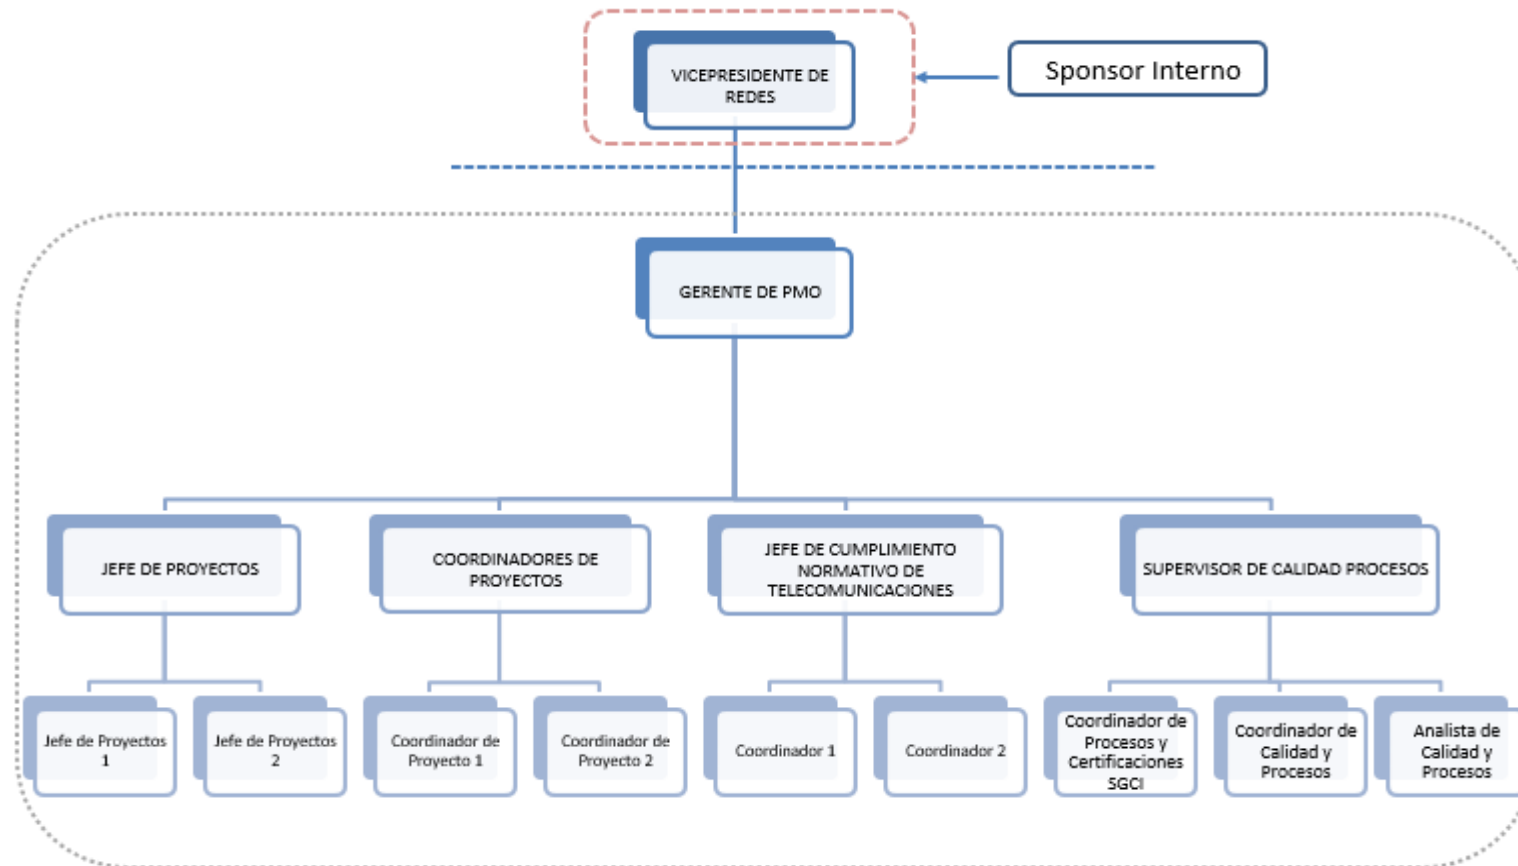 VICEPRESIDENTE DE
REDES
Sponsor Interno
GERENTE DE PMO
JEFE DE PROYECTOS
COORDINADORES DE
PROYECTOS
JEFE DE CUMPLIMIENTO
NORMATIVO DE
TELECOMUNICACIONES
SUPERVISOR DE CALIDAD PROCESOS
Jefe de Proyectos
1
Jefe de Proyectos
2
Coordinador de
Proyecto 1
Coordinador de
Proyecto 2
Coordinador 1
Coordinador 2
Coordinador de
Procesos y
Certificaciones
SGCI
Coordinador de
Calidad y
Procesos
Analista de
Calidad y
Procesos